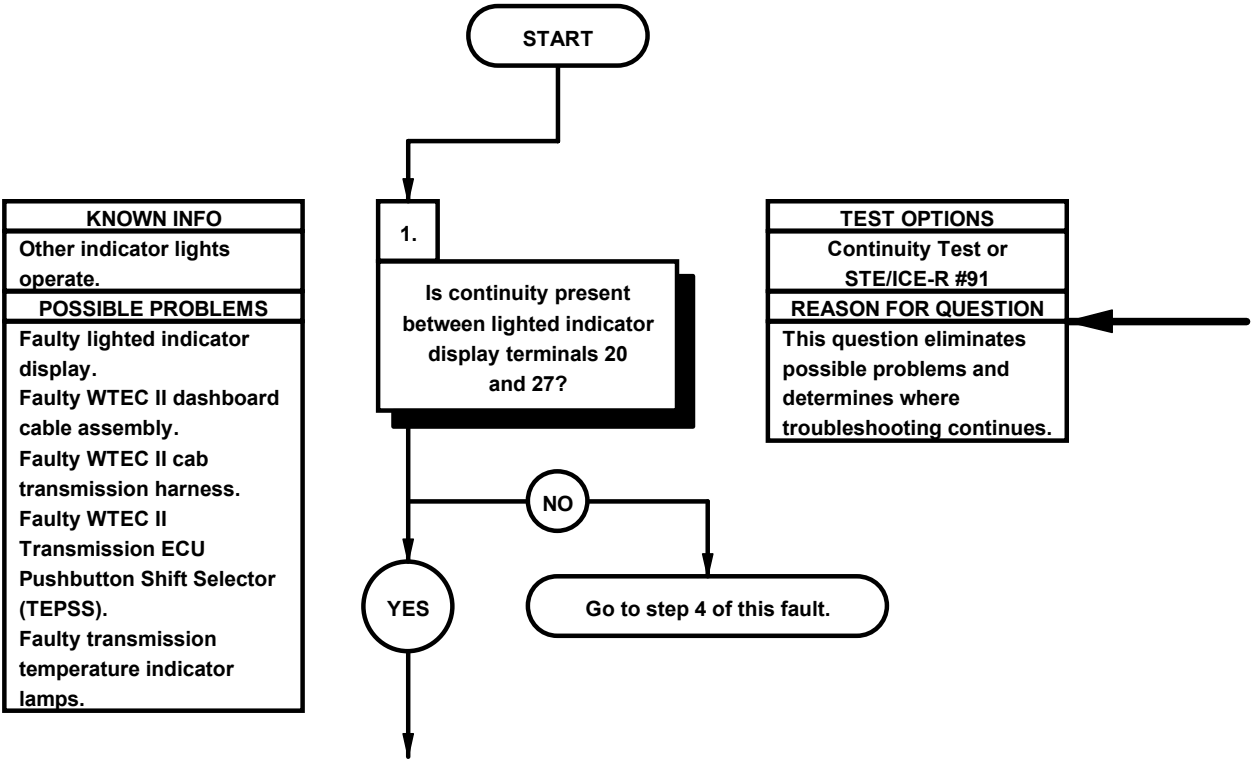 START
KNOWN INFO
Other indicator lights
operate.
POSSIBLE PROBLEMS
Faulty lighted indicator
display.
Faulty WTEC II dashboard
cable assembly.
Faulty WTEC II cab
transmission harness.
Faulty WTEC II
Transmission ECU
Pushbutton Shift Selector
(TEPSS).
Faulty transmission
temperature indicator
lamps.
1.
Is continuity present
between lighted indicator
display terminals 20
and 27?
TEST OPTIONS
Continuity Test or
STE/ICE-R #91
REASON FOR QUESTION
This question eliminates
possible problems and
determines where
troubleshooting continues.
NO
YES
Go to step 4 of this fault.